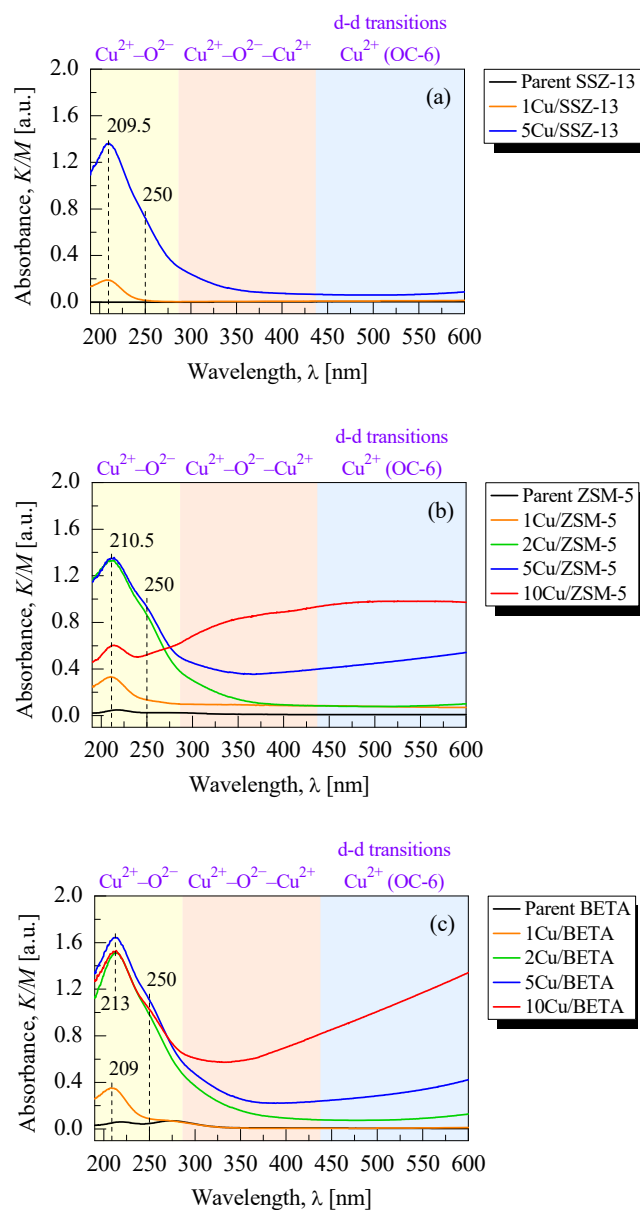 d-d transitions
Cu²⁺–O²⁻ Cu²⁺–O²⁻–Cu²⁺ Cu²⁺ (OC-6)
(a)
Parent SSZ-13
1Cu/SSZ-13
5Cu/SSZ-13
209.5
250
2.0
1.6
1.2
0.8
0.4
0.0
Absorbance, K/M [a.u.]
200 250 300 350 400 450 500 550 600
Wavelength, λ [nm]
d-d transitions
Cu²⁺–O²⁻ Cu²⁺–O²⁻–Cu²⁺ Cu²⁺ (OC-6)
(b)
Parent ZSM-5
1Cu/ZSM-5
2Cu/ZSM-5
5Cu/ZSM-5
10Cu/ZSM-5
210.5
250
2.0
1.6
1.2
0.8
0.4
0.0
Absorbance, K/M [a.u.]
200 250 300 350 400 450 500 550 600
Wavelength, λ [nm]
d-d transitions
Cu²⁺–O²⁻ Cu²⁺–O²⁻–Cu²⁺ Cu²⁺ (OC-6)
(c)
Parent BETA
1Cu/BETA
2Cu/BETA
5Cu/BETA
10Cu/BETA
250
213
209
2.0
1.6
1.2
0.8
0.4
0.0
Absorbance, K/M [a.u.]
200 250 300 350 400 450 500 550 600
Wavelength, λ [nm]